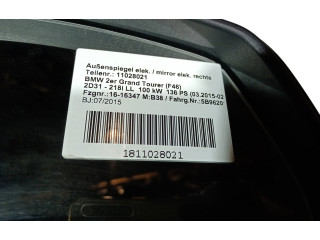 Außenspiegel elek. / mirror elek. rechts
Teilenr.: 11028021
BMW 2er Grand Tourer (F46)
2D31 - 218i LL 100 kW 136 PS (03.2015-02
Fzgnr.:16-16347 M:B38 / Fahrg.Nr.:5B9620
BJ:07/2015
1811028021